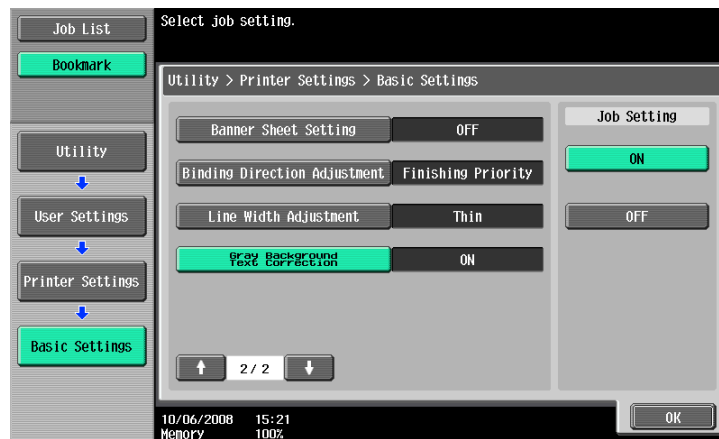 Job List
Bookmark
Utility
User Settings
Printer Settings
Basic Settings
Select job setting.
Utility > Printer Settings > Basic Settings
Banner Sheet Setting OFF
Binding Direction Adjustment Finishing Priority
Line Width Adjustment Thin
Gray Background
Text Correction ON
2/ 2
Job Setting
ON
OFF
10/06/2008 15:21
Memory 100%
OK